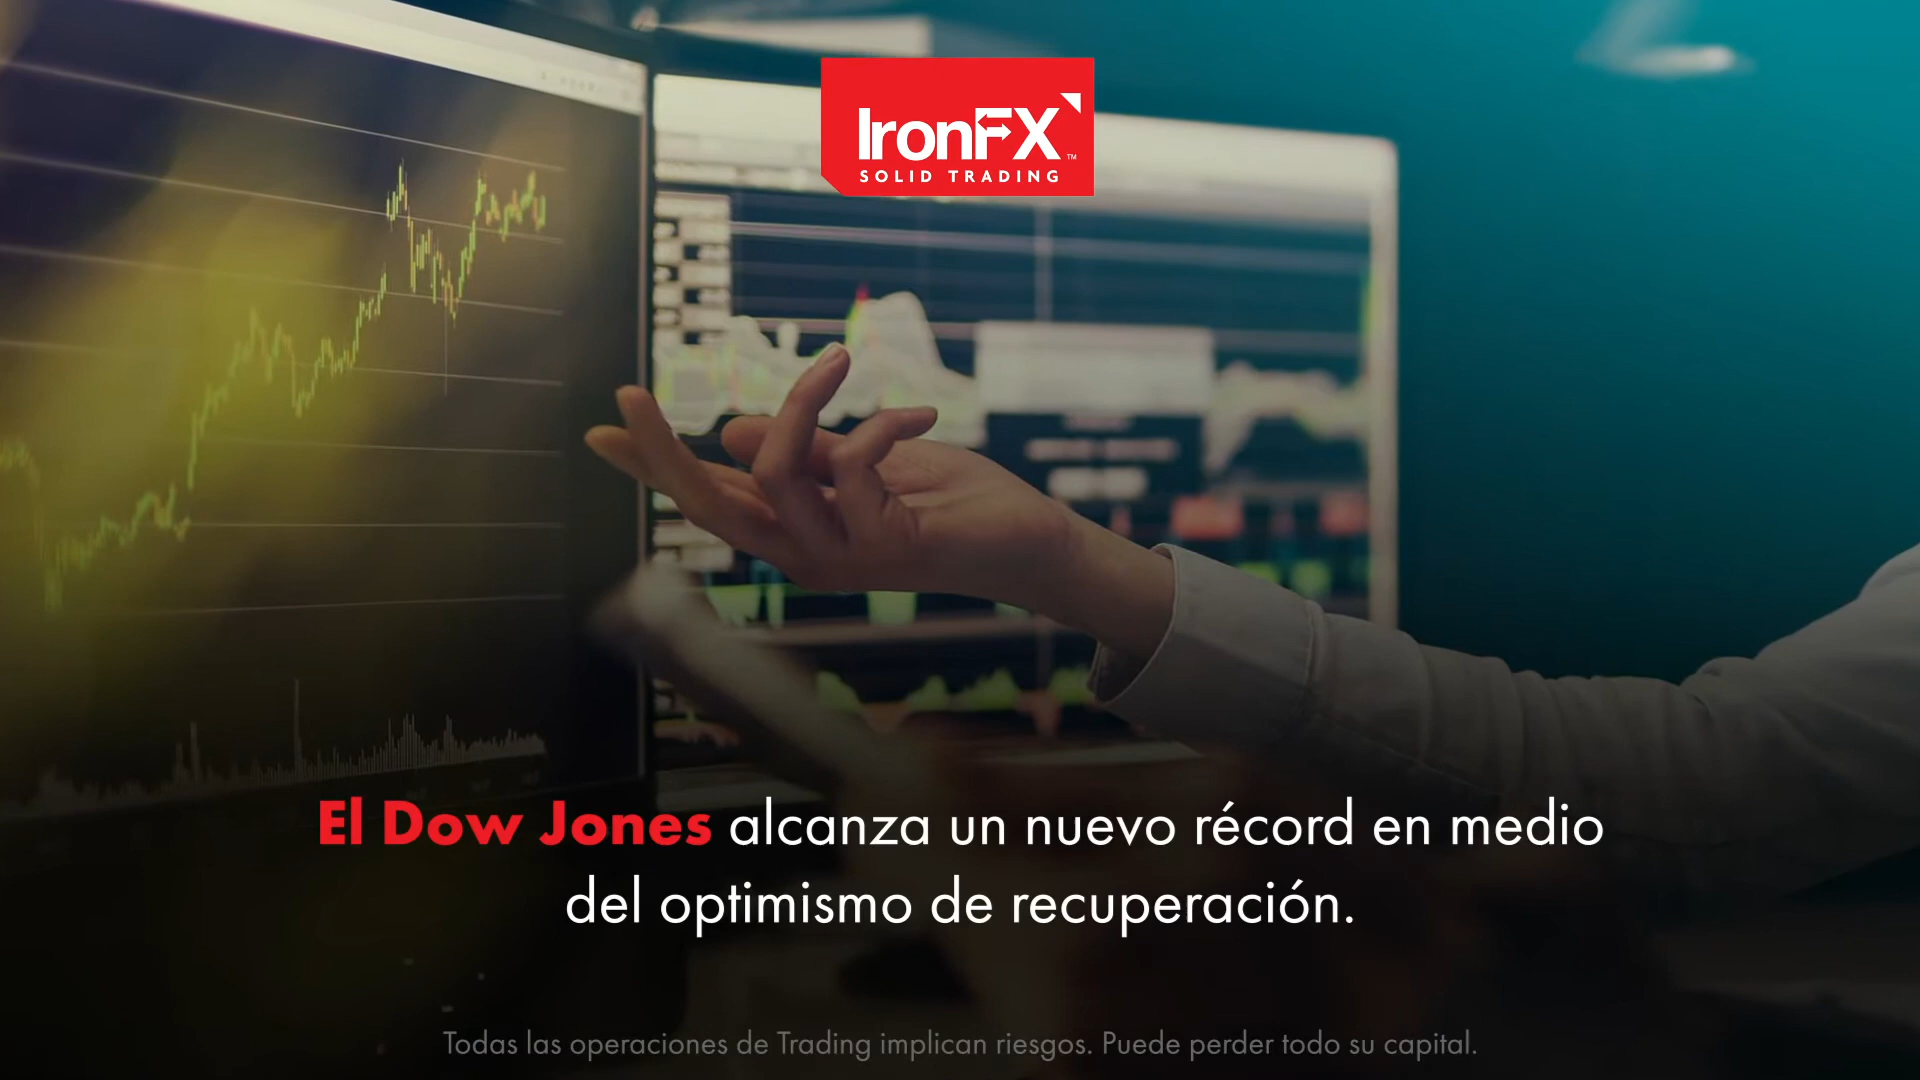 IronFX
TM
SOLID TRADING
El Dow Jones alcanza un nuevo récord en medio
del optimismo de recuperación.
Todas las operaciones de Trading implican riesgos. Puede perder todo su capital.